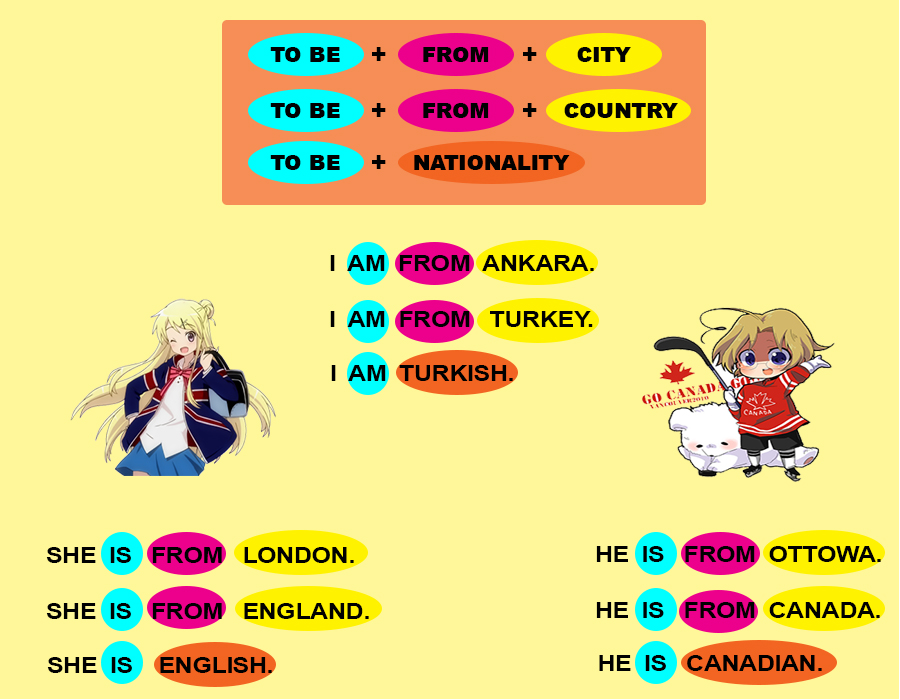 TO BE + FROM + CITY
TO BE + FROM + COUNTRY
TO BE + NATIONALITY
I AM FROM ANKARA.
I AM FROM TURKEY.
I AM TURKISH.
GO CANADA GO
VANCOUVER2010
CANADA
SHE IS FROM LONDON.
SHE IS FROM ENGLAND.
SHE IS ENGLISH.
HE IS FROM OTTOWA.
HE IS FROM CANADA.
HE IS CANADIAN.